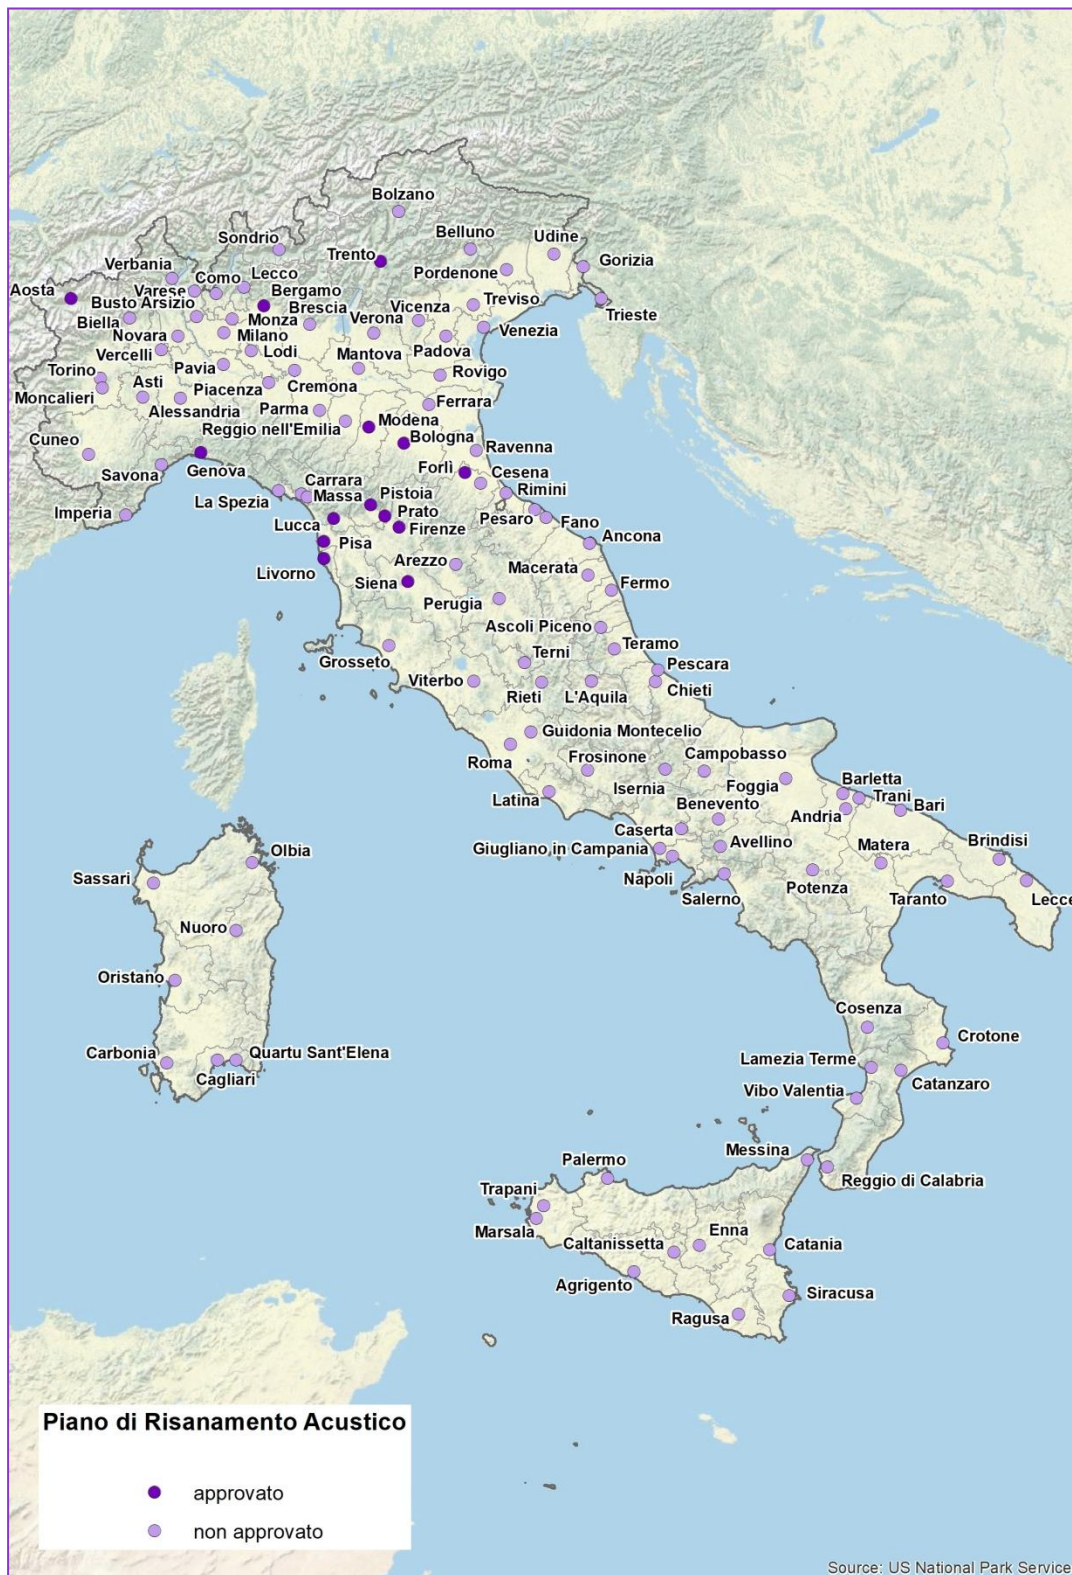 Bolzano
Sondrio
Belluno
Udine
Trento
Verbania
Como
Lecco
Pordenone
Gorizia
Aosta
Varese
Bergamo
Busto Arsizio
Brescia
Vicenza
Treviso
Trieste
Biella
Monza
Verona
Novara
Milano
Venezia
Vercelli
Lodi
Mantova
Padova
Torino
Pavia
Rovigo
Asti
Piacenza
Cremona
Moncalieri
Alessandria
Parma
Ferrara
Reggio nell'Emilia
Modena
Cuneo
Bologna
Ravenna
Savona
Genova
Forlì
Cesena
Carrara
La Spezia
Massa
Pistoia
Rimini
Imperia
Lucca
Prato
Pesaro
Fano
Firenze
Pisa
Ancona
Livorno
Arezzo
Macerata
Siena
Fermo
Perugia
Ascoli Piceno
Grosseto
Terni
Teramo
Viterbo
Pescara
Rieti
L'Aquila
Chieti
Guidonia Montecelio
Roma
Frosinone
Campobasso
Latina
Isernia
Foggia
Barletta
Trani
Benevento
Andria
Bari
Caserta
Giugliano in Campania
Avellino
Matera
Brindisi
Napoli
Salerno
Potenza
Taranto
Lecce
Olbia
Sassari
Nuoro
Oristano
Cosenza
Crotone
Carbonia
Quartu Sant'Elena
Cagliari
Lamezia Terme
Catanzaro
Vibo Valentia
Messina
Palermo
Reggio di Calabria
Trapani
Marsala
Enna
Caltanissetta
Catania
Agrigento
Siracusa
Ragusa
Piano di Risanamento Acustico
approvato
non approvato
Source: US National Park Service